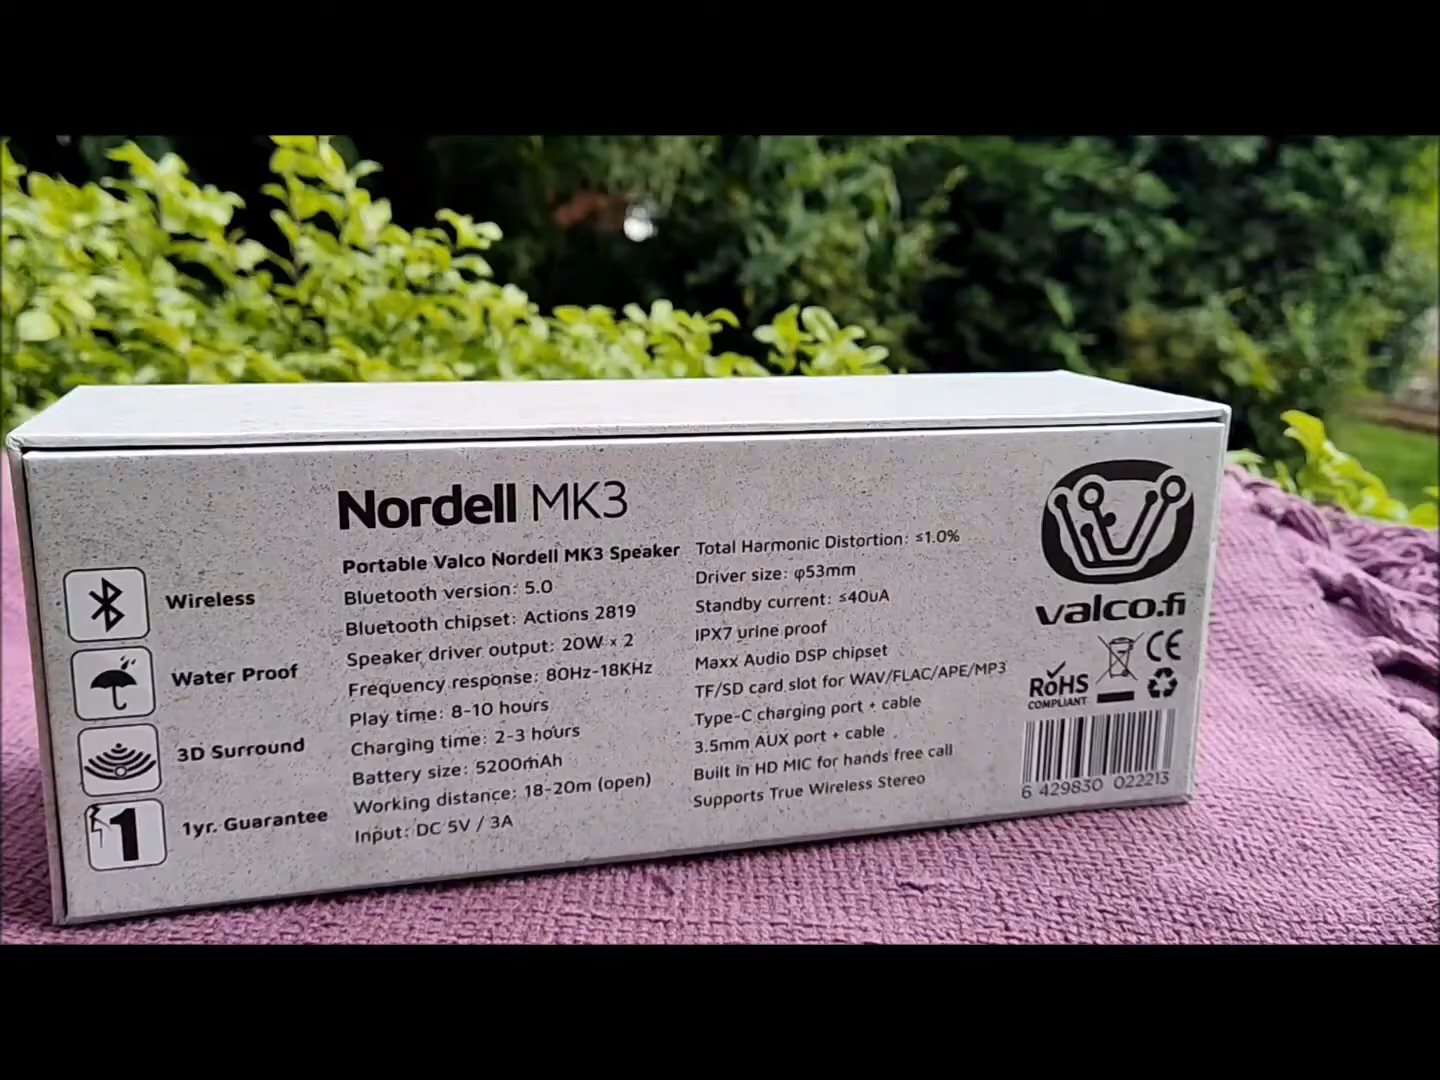 Nordell MK3
Wireless
Water Proof
3D Surround
1
1yr. Guarantee
Portable Valco Nordell MK3 Speaker
Bluetooth version: 5.0
Bluetooth chipset: Actions 2819
Speaker driver output: 20W x 2
Frequency response: 80Hz-18KHz
Play time: 8-10 hours
Charging time: 2-3 hours
Battery size: 5200mAh
Working distance: 18-20m (open)
Input: DC 5V / 3A
Total Harmonic Distortion: ≤1.0%
Driver size: φ53mm
Standby current: ≤40uA
IPX7 urine proof
Maxx Audio DSP chipset
TF/SD card slot for WAV/FLAC/APE/MP3
Type-C charging port + cable
3.5mm AUX port + cable
Built in HD MIC for hands free call
Supports True Wireless Stereo
valco.fi
CE
RoHS
COMPLIANT
6 429830 022213